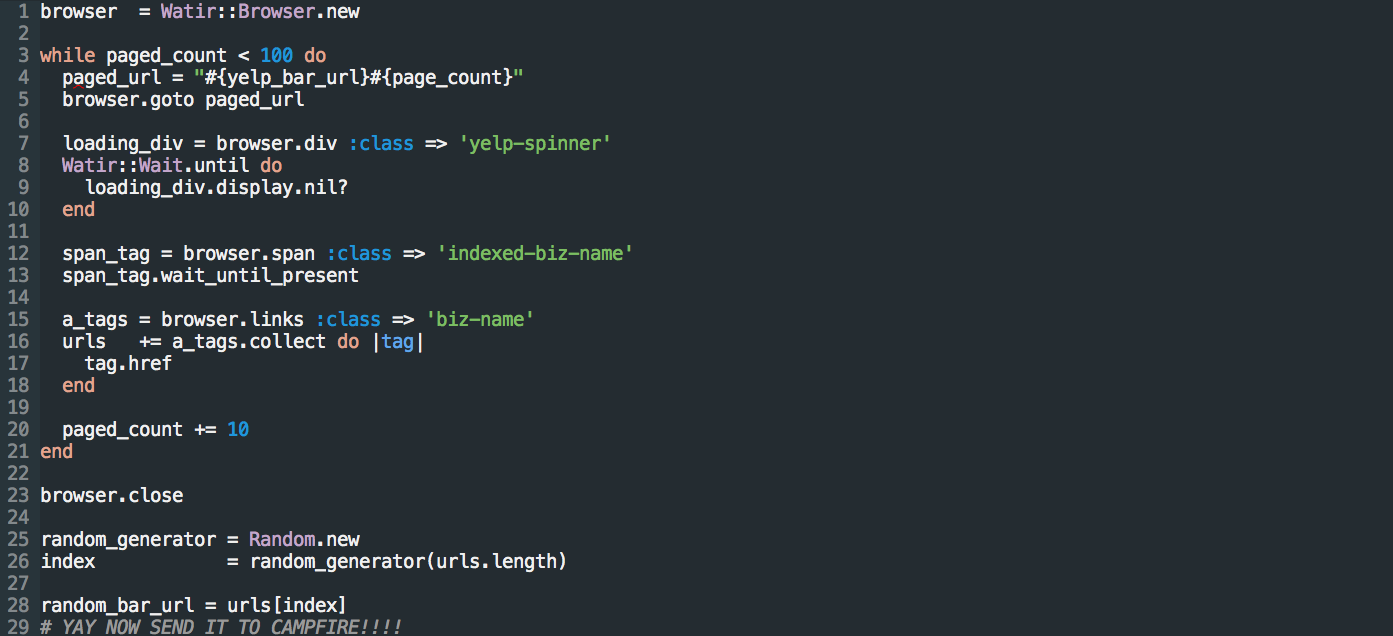 1 browser  = Watir::Browser.new
2
3 while paged_count < 100 do
4   paged_url = "#{yelp_bar_url}#{page_count}"
5   browser.goto paged_url
6
7   loading_div = browser.div :class => 'yelp-spinner'
8   Watir::Wait.until do
9     loading_div.display.nil?
10   end
11
12   span_tag = browser.span :class => 'indexed-biz-name'
13   span_tag.wait_until_present
14
15   a_tags = browser.links :class => 'biz-name'
16   urls   += a_tags.collect do |tag|
17     tag.href
18   end
19
20   paged_count += 10
21 end
22
23 browser.close
24
25 random_generator = Random.new
26 index            = random_generator(urls.length)
27
28 random_bar_url = urls[index]
29 # YAY NOW SEND IT TO CAMPFIRE!!!!